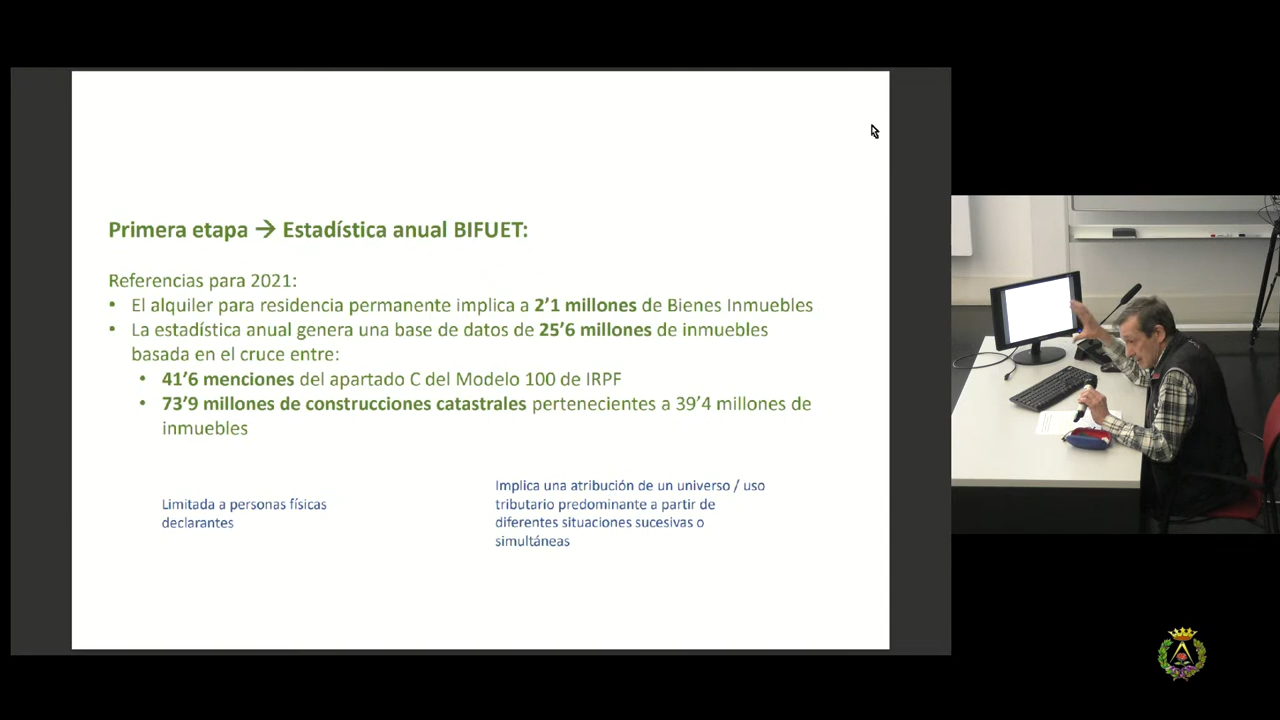 Primera etapa → Estadística anual BIFUET:
Referencias para 2021:
• El alquiler para residencia permanente implica a 2’1 millones de Bienes Inmuebles
• La estadística anual genera una base de datos de 25’6 millones de inmuebles
basada en el cruce entre:
• 41’6 menciones del apartado C del Modelo 100 de IRPF
• 73’9 millones de construcciones catastrales pertenecientes a 39’4 millones de
inmuebles
Limitada a personas físicas
declarantes
Implica una atribución de un universo / uso
tributario predominante a partir de
diferentes situaciones sucesivas o
simultáneas